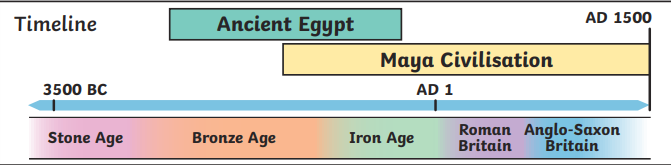 Timeline
Ancient Egypt
AD 1500
Maya Civilisation
3500 BC
AD 1
Stone Age
Bronze Age
Iron Age
Roman
Britain
Anglo-Saxon
Britain